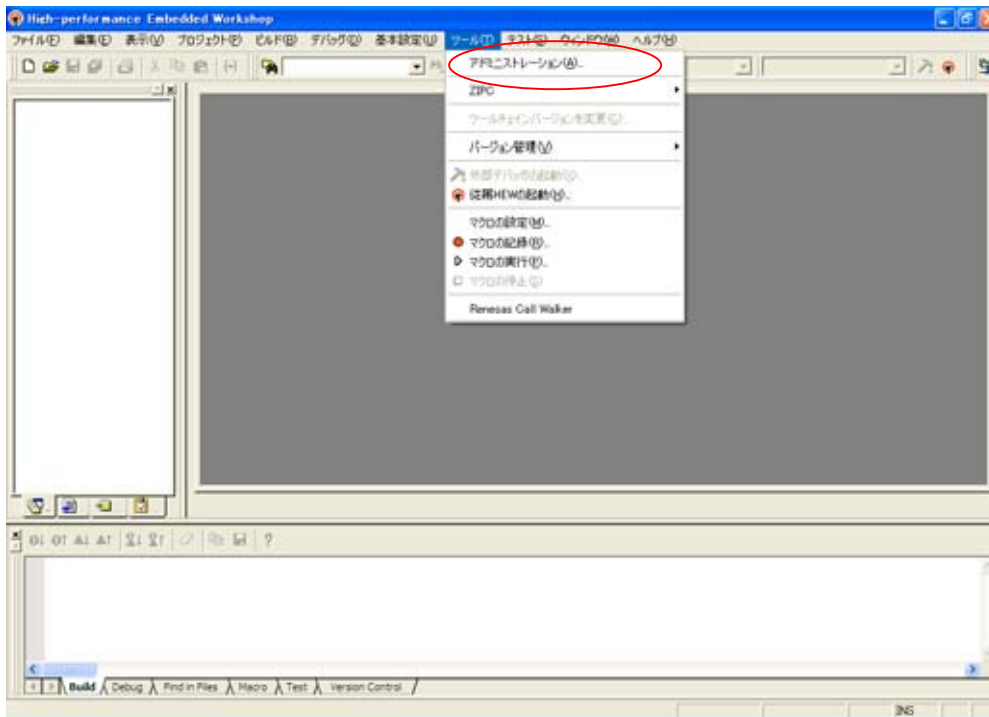 High-performance Embedded Workshop
ファイル(F) 編集(E) 表示(V) プロジェクト(P) ビルド(B) デバッグ(D) 基本設定(U) ツール(T) テスト(S) ウィンドウ(W) ヘルプ(H)
アドミニストレーション(A)...
ZIPC
ツールチェインバージョンを変更(C)...
バージョン管理(V)
外部デバッガの起動(L)...
従属HEWの起動(H)...
マクロの設定(M)...
マクロの記録(R)...
マクロの実行(P)...
マクロの停止(S)
Renesas Call Walker
Build Debug Find in Files Macro Test Version Control
INS